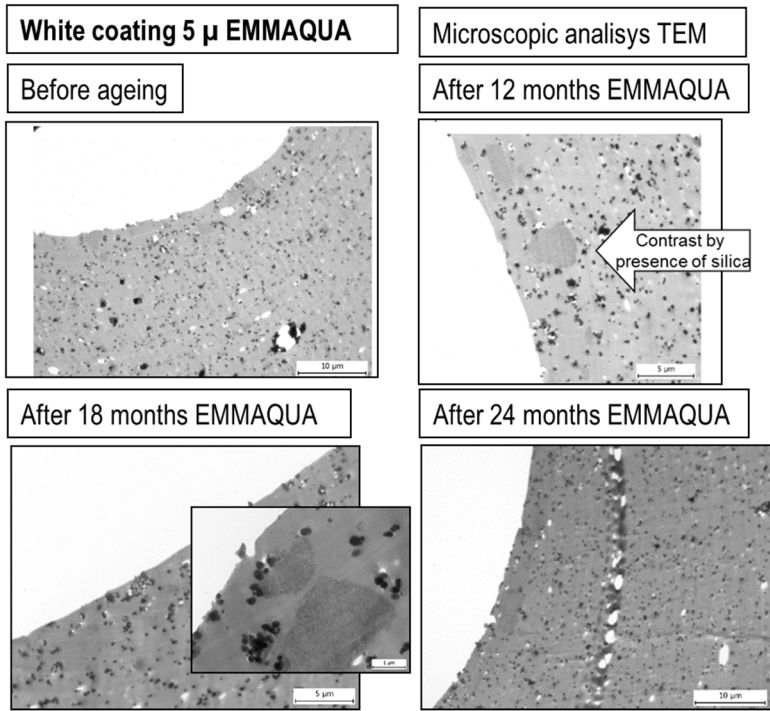 White coating 5 µ EMMAQUA
Microscopic analisys TEM
Before ageing
After 12 months EMMAQUA
10 µm
Contrast by
presence of silica
5 µm
After 18 months EMMAQUA
After 24 months EMMAQUA
1 µm
5 µm
10 µm